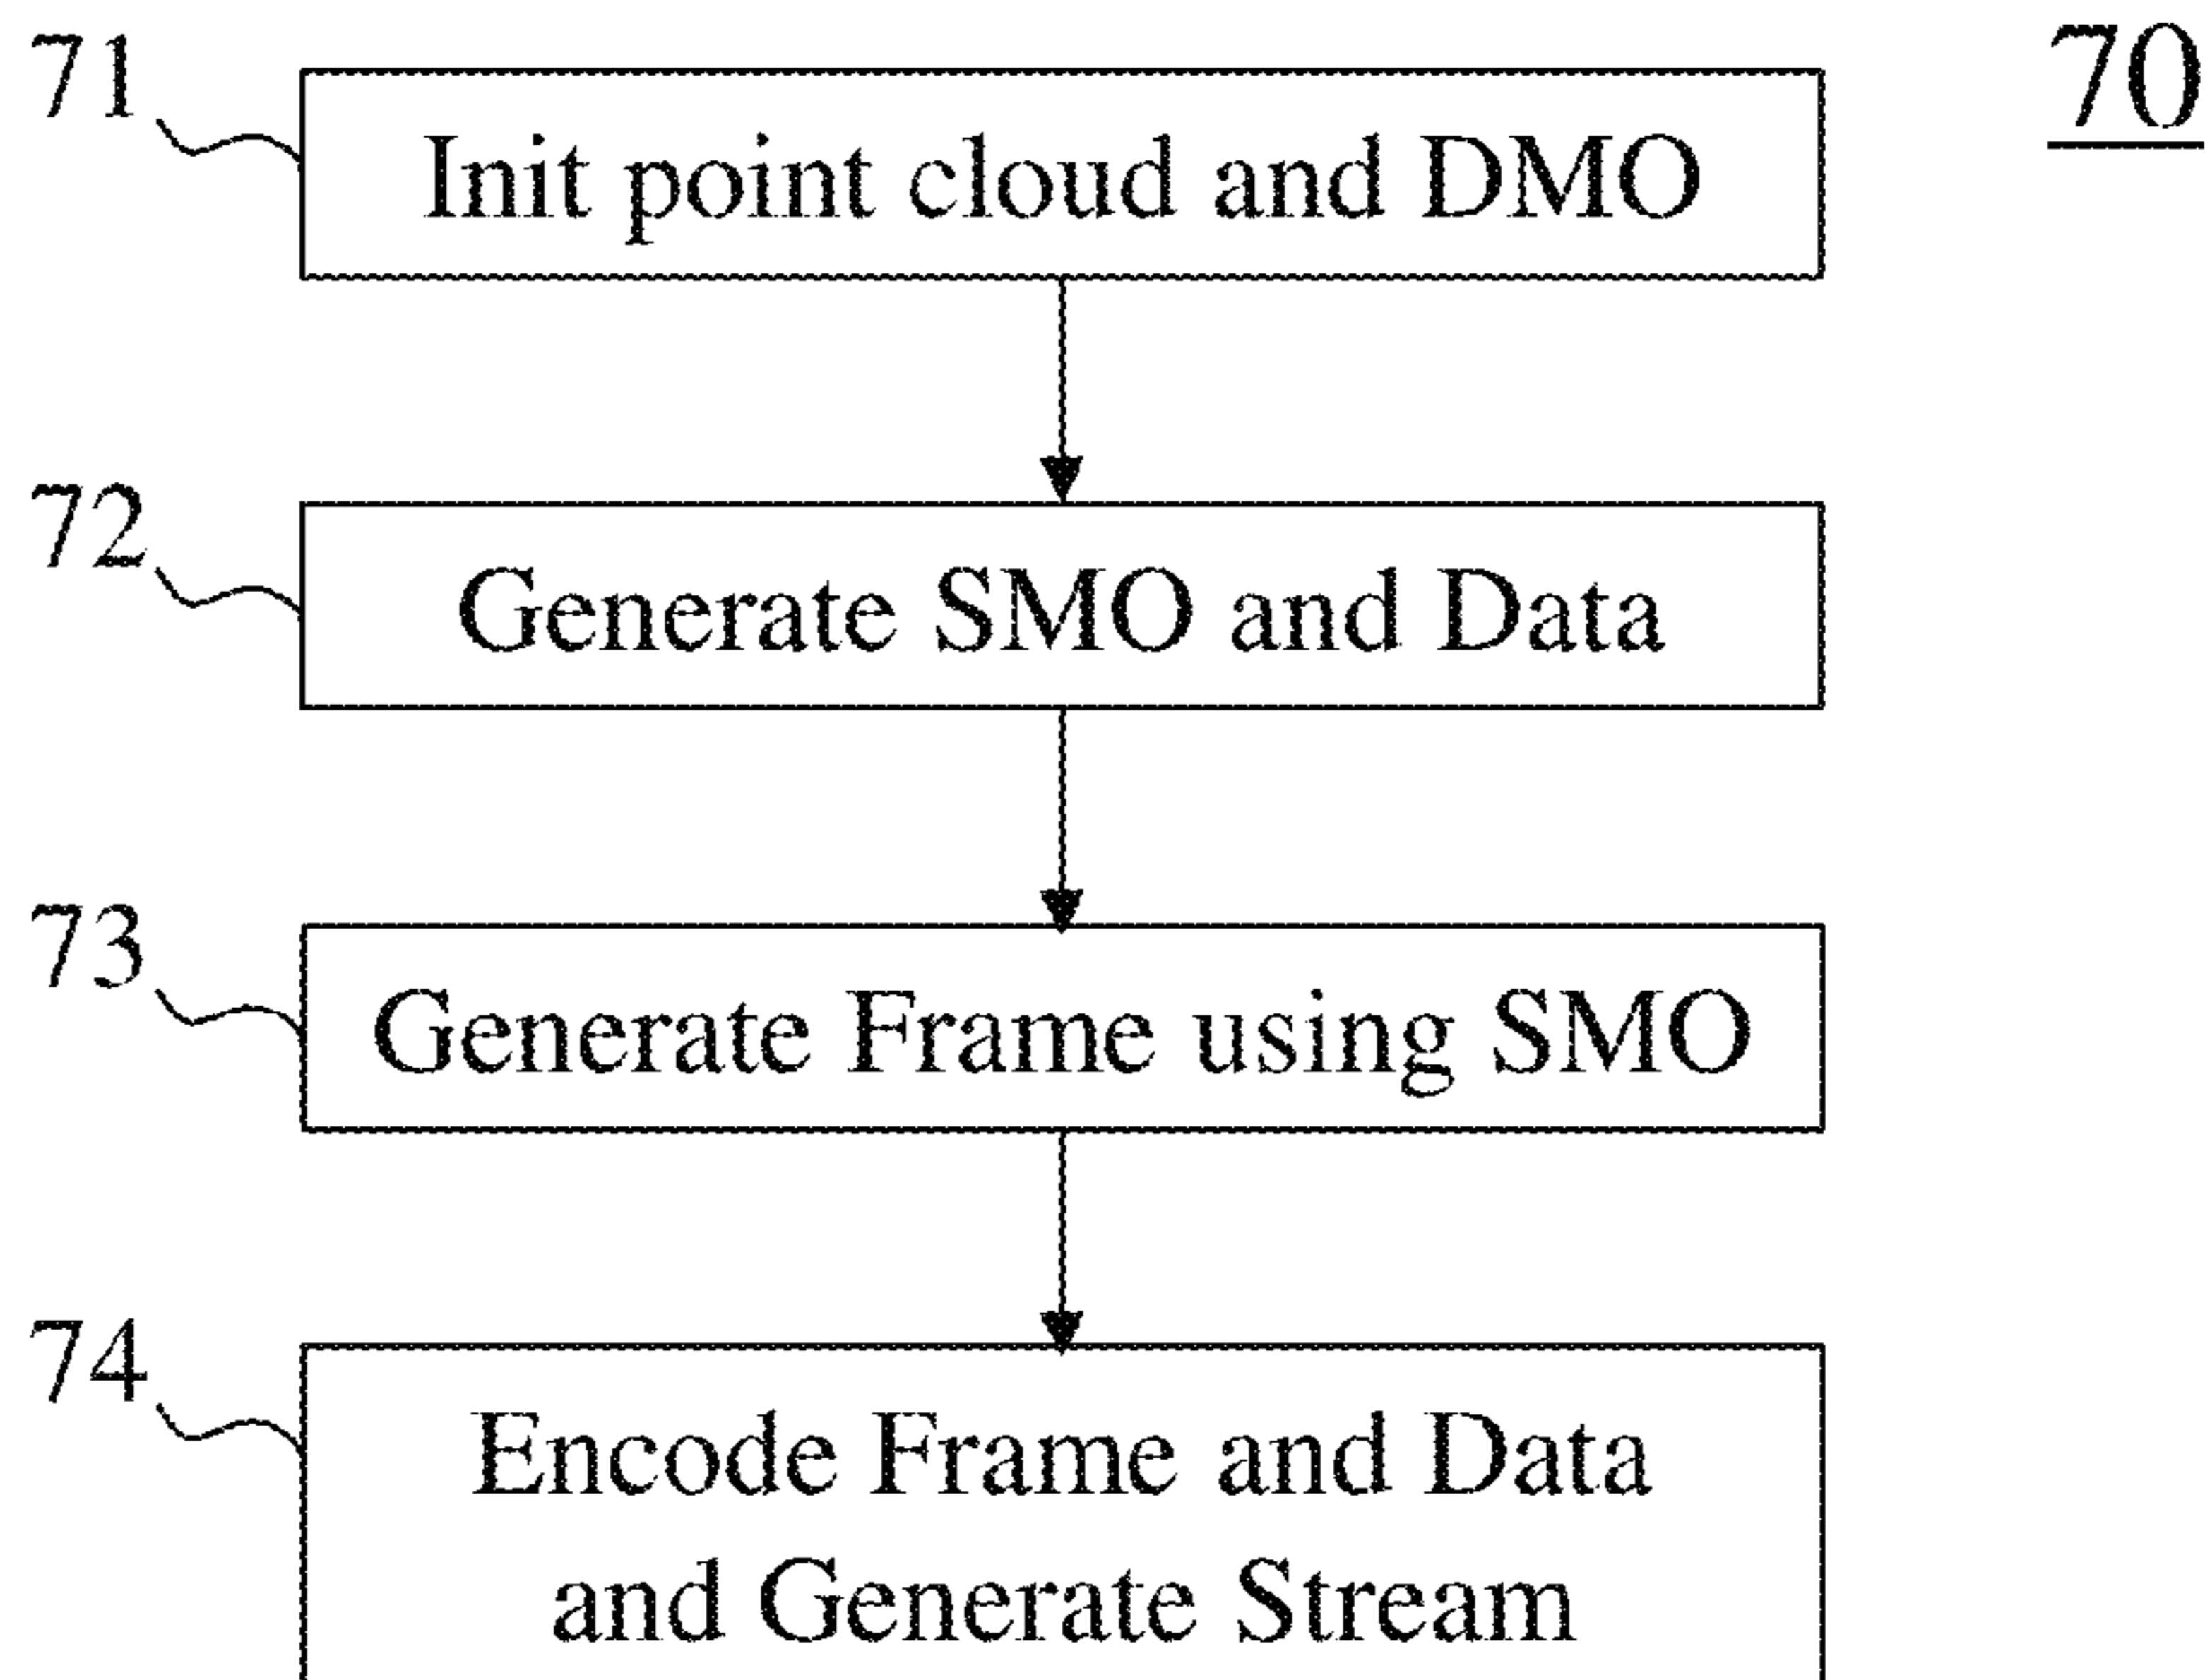 71
70
Init point cloud and DMO
72
Generate SMO and Data
73
Generate Frame using SMO
74
Encode Frame and Data
and Generate Stream